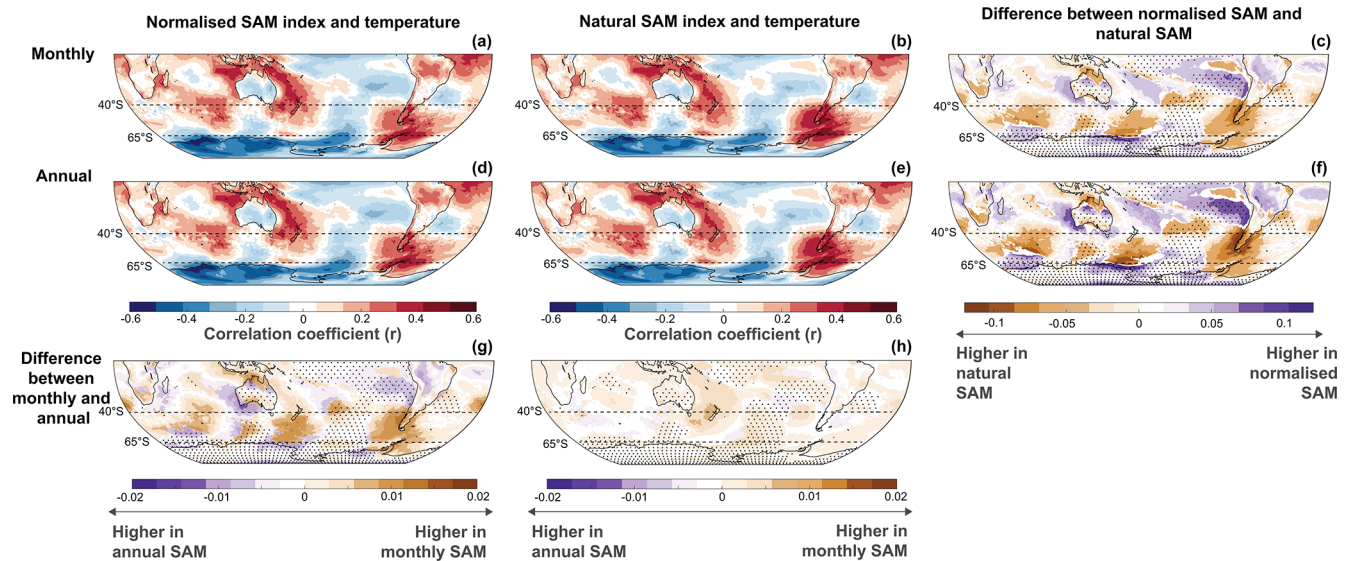 Normalised SAM index and temperature
Natural SAM index and temperature
Difference between normalised SAM and
natural SAM
Monthly
(a)
(b)
(c)
40°S
40°S
40°S
65°S
65°S
65°S
Annual
(d)
(e)
(f)
40°S
40°S
40°S
65°S
65°S
65°S
-0.6 -0.4 -0.2 0 0.2 0.4 0.6
Correlation coefficient (r)
-0.6 -0.4 -0.2 0 0.2 0.4 0.6
Correlation coefficient (r)
-0.1 -0.05 0 0.05 0.1
Higher in
natural
SAM
Higher in
normalised
SAM
Difference
between
monthly and
annual
(g)
(h)
40°S
40°S
65°S
65°S
-0.02 -0.01 0 0.01 0.02
Higher in
annual SAM
Higher in
monthly SAM
-0.02 -0.01 0 0.01 0.02
Higher in
annual SAM
Higher in
monthly SAM